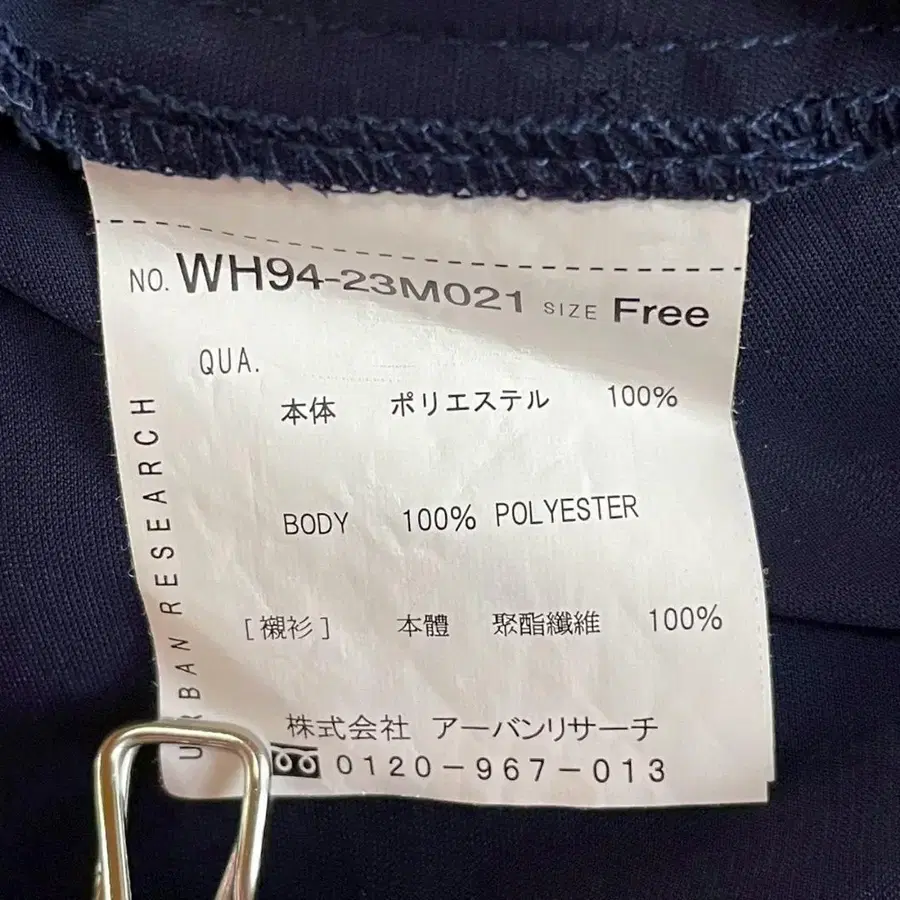 NO. WH94-23M021 SIZE Free
QUA.
本体 ポリエステル 100%
BODY 100% POLYESTER
[襯衫] 本體 聚酯纖維 100%
株式会社 アーバンリサーチ
0120-967-013
URBAN RESEARCH